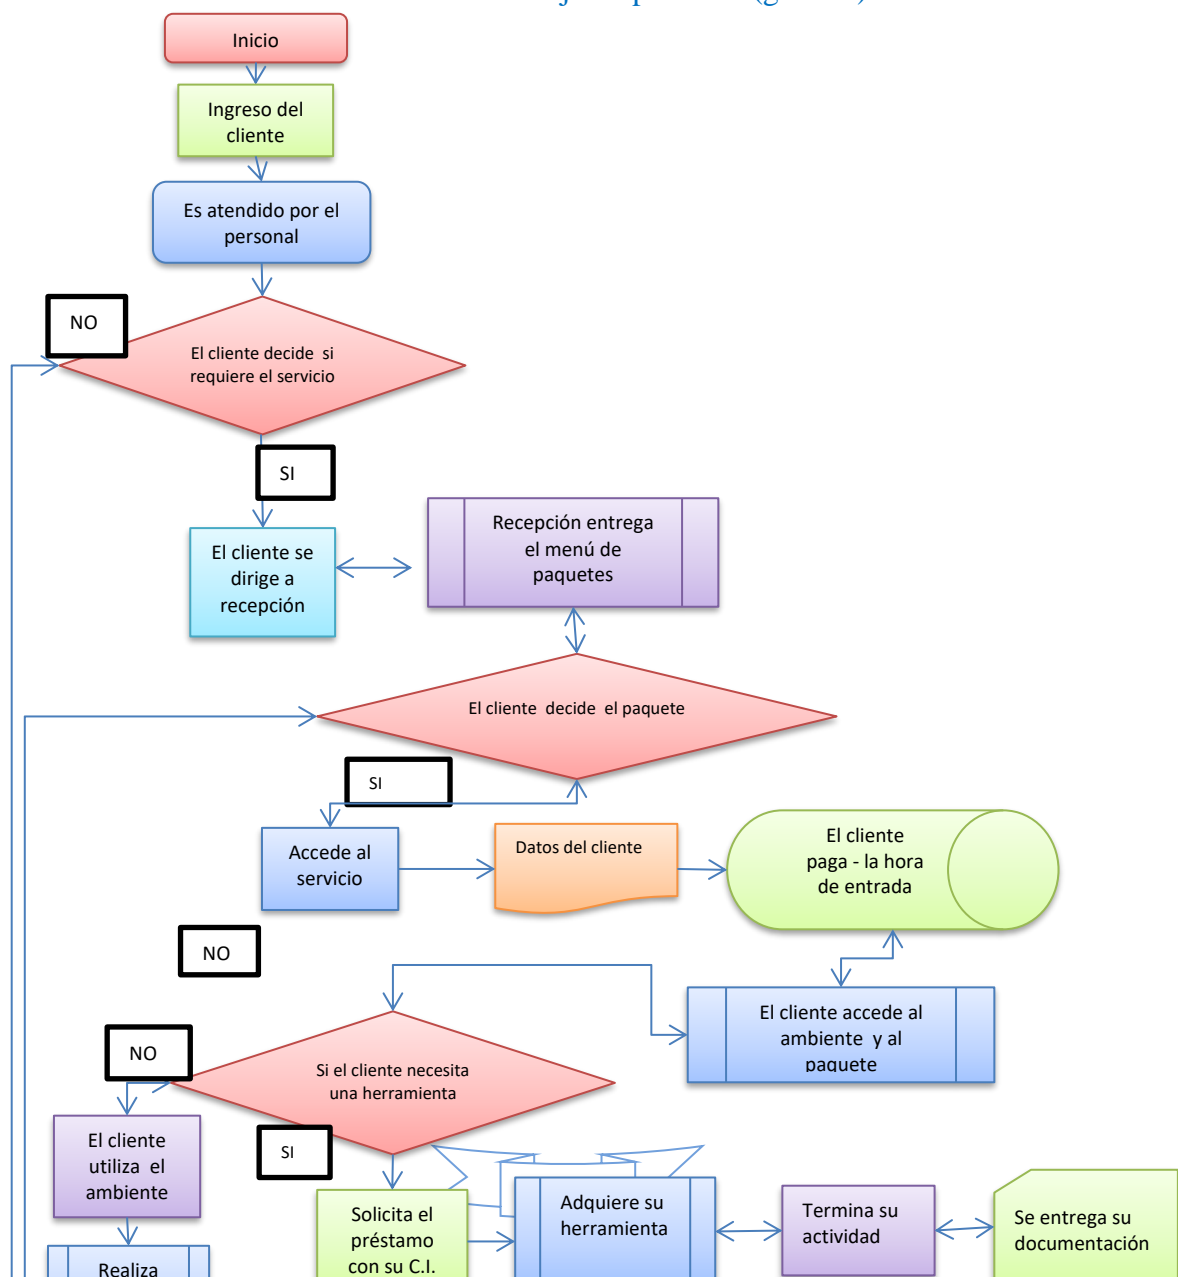 Inicio
Ingreso del
cliente
Es atendido por el
personal
NO
El cliente decide si
requiere el servicio
SI
El cliente se
dirige a
recepción
Recepción entrega
el menú de
paquetes
El cliente decide el paquete
SI
Accede al
servicio
Datos del cliente
El cliente
paga - la hora
de entrada
NO
El cliente accede al
ambiente y al
paquete
NO
Si el cliente necesita
una herramienta
SI
El cliente
utiliza el
ambiente
Solicita el
préstamo
con su C.I.
Adquiere su
herramienta
Termina su
actividad
Se entrega su
documentación
Realiza